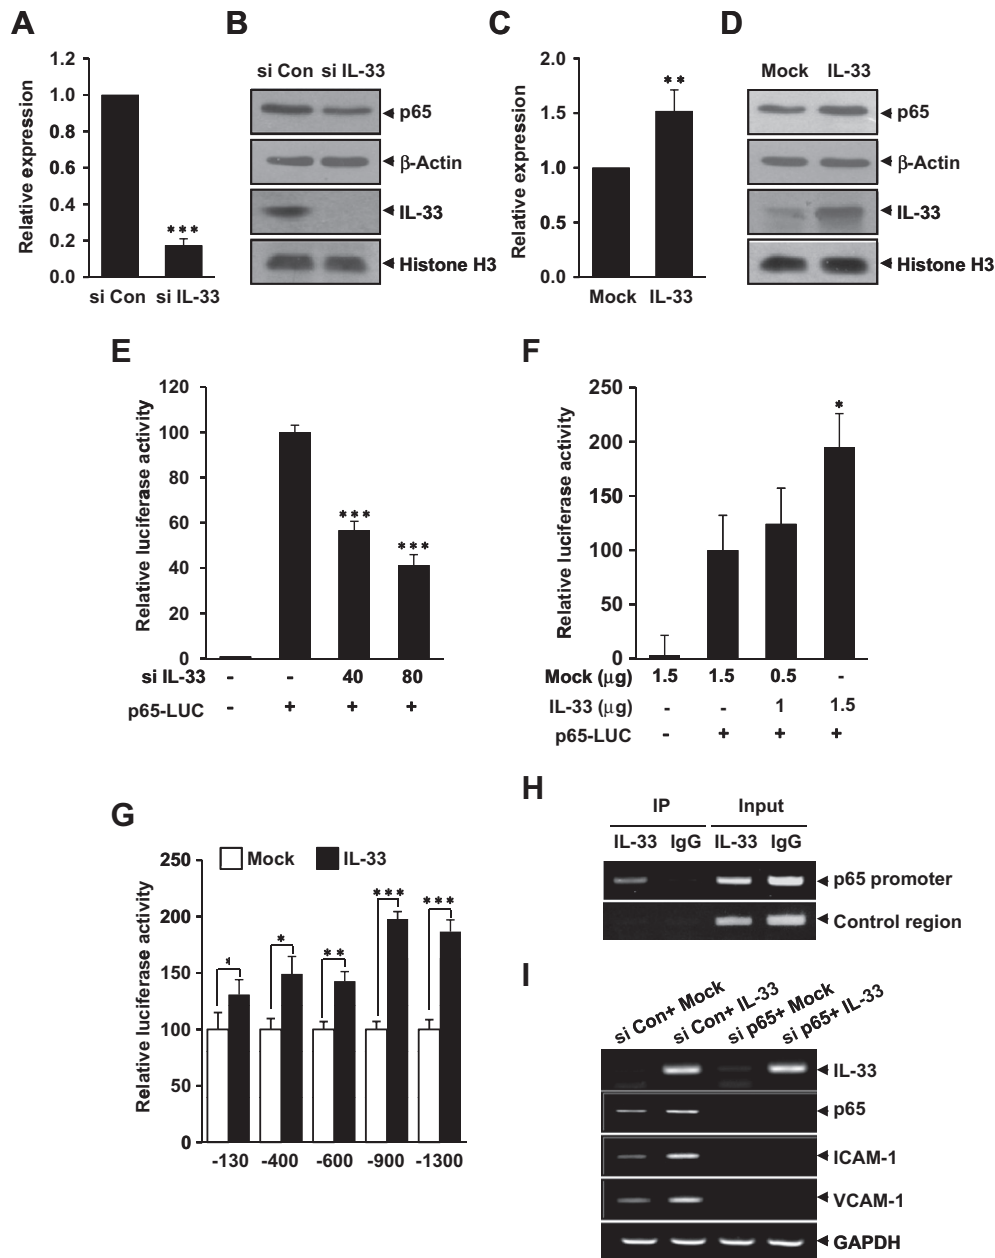 A
1.2
1.0
0.8
0.6
0.4
0.2
0.0
Relative expression
***
si Con si IL-33
B
si Con si IL-33
p65
β-Actin
IL-33
Histone H3
C
2.0
1.5
1.0
0.5
0.0
Relative expression
**
Mock IL-33
D
Mock IL-33
p65
β-Actin
IL-33
Histone H3
E
120
100
80
60
40
20
0
Relative luciferase activity
***
***
si IL-33 - - 40 80
p65-LUC - + + +
F
250
200
150
100
50
0
Relative luciferase activity
*
Mock (μg) 1.5 1.5 0.5 -
IL-33 (μg) - - 1 1.5
p65-LUC - + + +
G
Mock IL-33
250
200
150
100
50
0
Relative luciferase activity
* * ** *** ***
-130 -400 -600 -900 -1300
H
IP Input
IL-33 IgG IL-33 IgG
p65 promoter
Control region
I
si Con+ Mock
si Con+ IL-33
si p65+ Mock
si p65+ IL-33
IL-33
p65
ICAM-1
VCAM-1
GAPDH